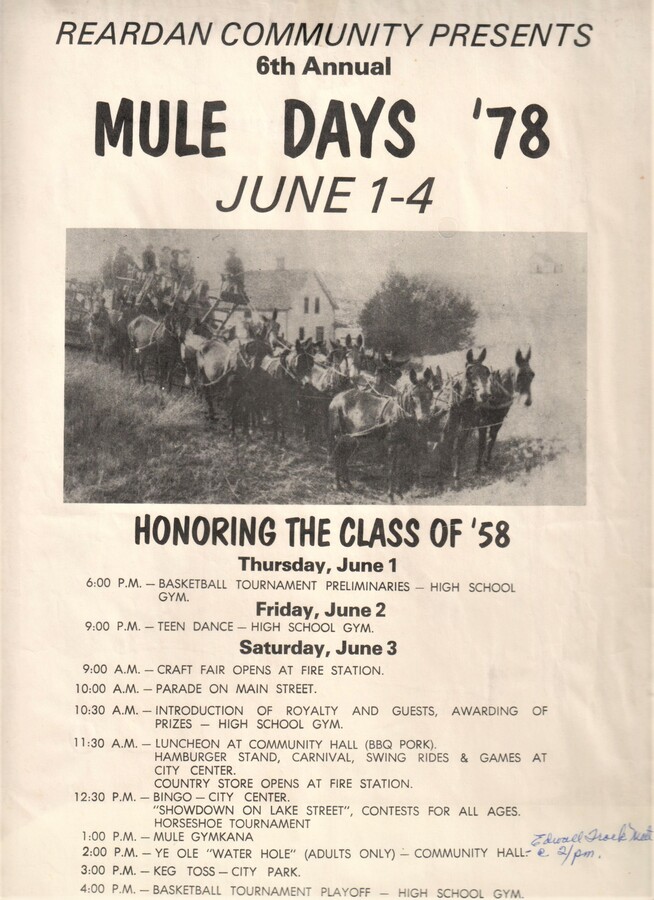 REARDAN COMMUNITY PRESENTS
6th Annual
MULE DAYS '78
JUNE 1-4
HONORING THE CLASS OF '58
Thursday, June 1
6:00 P.M. — BASKETBALL TOURNAMENT PRELIMINARIES — HIGH SCHOOL
GYM.
Friday, June 2
9:00 P.M. — TEEN DANCE — HIGH SCHOOL GYM.
Saturday, June 3
9:00 A.M. — CRAFT FAIR OPENS AT FIRE STATION.
10:00 A.M. — PARADE ON MAIN STREET.
10:30 A.M. — INTRODUCTION OF ROYALTY AND GUESTS, AWARDING OF
PRIZES — HIGH SCHOOL GYM.
11:30 A.M. — LUNCHEON AT COMMUNITY HALL (BBQ PORK).
HAMBURGER STAND, CARNIVAL, SWING RIDES & GAMES AT
CITY CENTER.
COUNTRY STORE OPENS AT FIRE STATION.
12:30 P.M. — BINGO — CITY CENTER.
"SHOWDOWN ON LAKE STREET", CONTESTS FOR ALL AGES.
HORSESHOE TOURNAMENT
1:00 P.M. — MULE GYMKANA
2:00 P.M. — YE OLE "WATER HOLE" (ADULTS ONLY) — COMMUNITY HALL-
Edwall Track Meet
@ 2/pm.
3:00 P.M. — KEG TOSS — CITY PARK.
4:00 P.M. — BASKETBALL TOURNAMENT PLAYOFF — HIGH SCHOOL GYM.